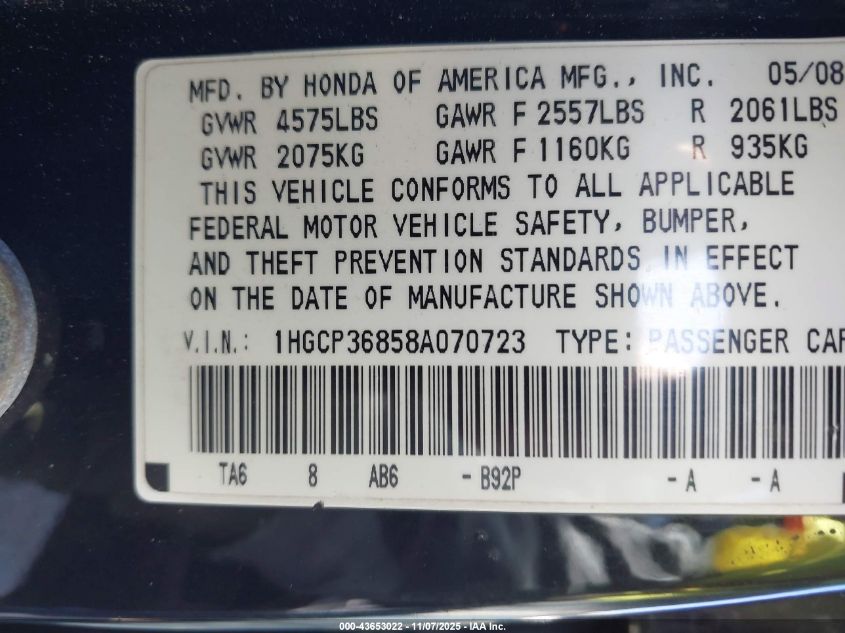 MFD. BY HONDA OF AMERICA MFG., INC. 05/08
GVWR 4575LBS GAWR F 2557LBS R 2061LBS
GVWR 2075KG GAWR F 1160KG R 935KG
THIS VEHICLE CONFORMS TO ALL APPLICABLE
FEDERAL MOTOR VEHICLE SAFETY, BUMPER,
AND THEFT PREVENTION STANDARDS IN EFFECT
ON THE DATE OF MANUFACTURE SHOWN ABOVE.
V.I.N.: 1HGCP36858A070723 TYPE: PASSENGER CAR
TA6 8 AB6 -B92P -A -A
000-43653022 - 11/07/2025 - IAA Inc.